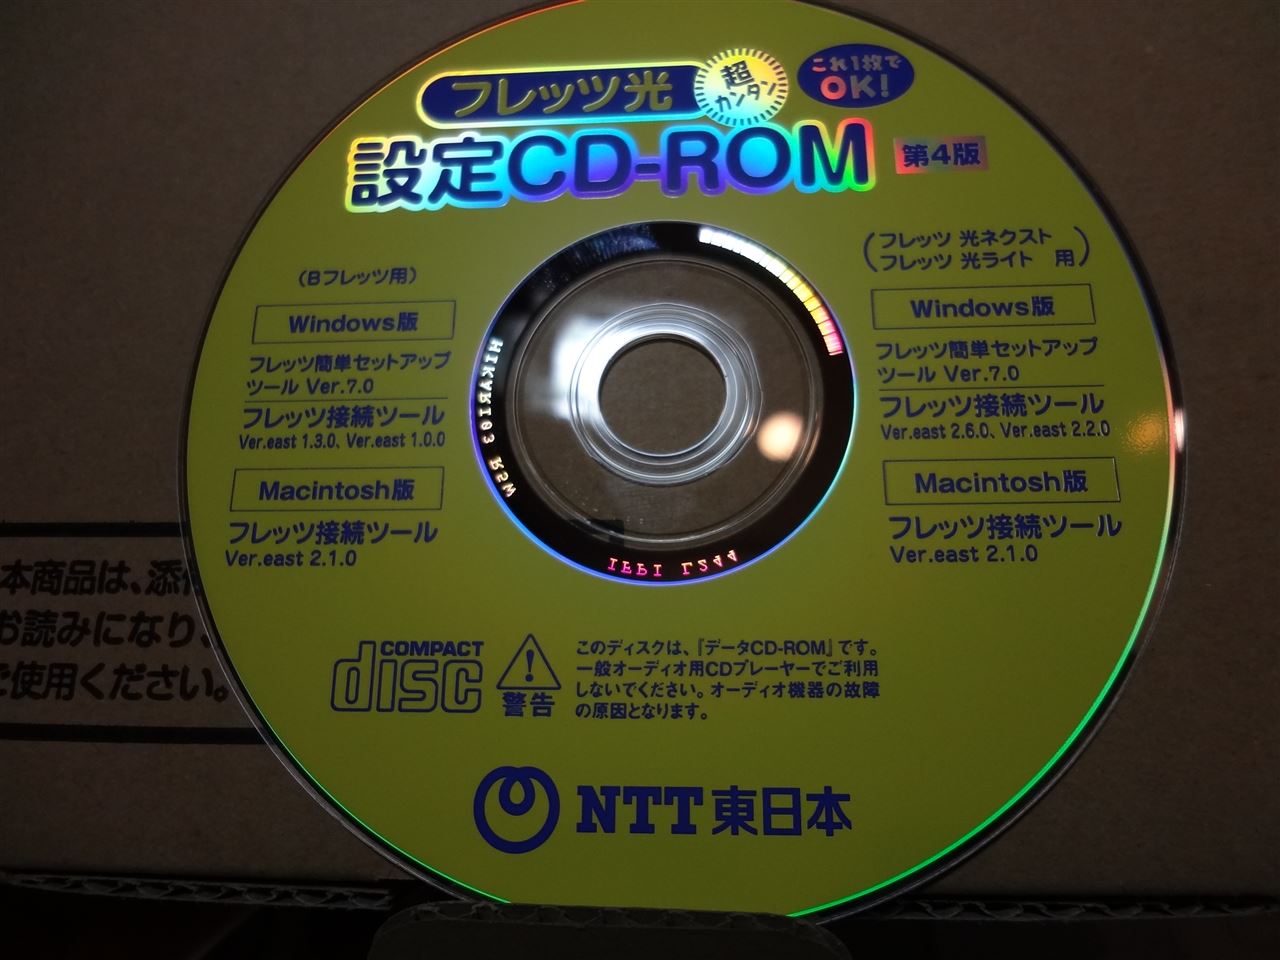 フレッツ光
超
カンタン
これ1枚で
OK!
設定CD-ROM
第4版
(Bフレッツ用)
Windows版
フレッツ簡単セットアップ
ツール Ver.7.0
フレッツ接続ツール
Ver.east 1.3.0、Ver.east 1.0.0
Macintosh版
フレッツ接続ツール
Ver.east 2.1.0
(フレッツ 光ネクスト
フレッツ 光ライト 用)
Windows版
フレッツ簡単セットアップ
ツール Ver.7.0
フレッツ接続ツール
Ver.east 2.6.0、Ver.east 2.2.0
Macintosh版
フレッツ接続ツール
Ver.east 2.1.0
HIKARI03
IFPI L244
COMPACT
disc
警告
このディスクは、『データCD-ROM』です。
一般オーディオ用CDプレーヤーでご利用
しないでください。オーディオ機器の故障
の原因となります。
NTT東日本
本商品は、添
お読みになり、
ご使用ください。